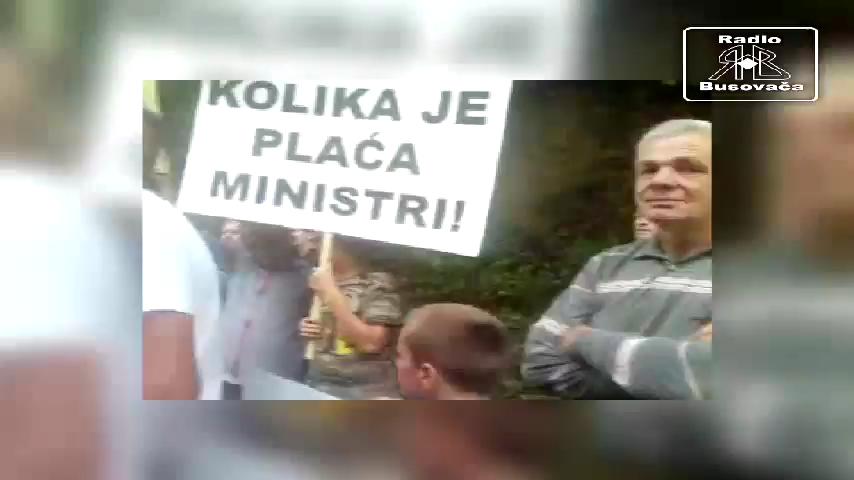 Radio
Busovača
KOLIKA JE
PLAĆA
MINISTRI!